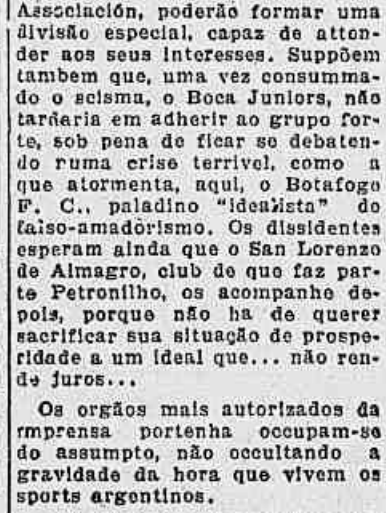 Associación, poderão formar uma
divisão especial, capaz de atten-
der aos seus interesses. Suppõem
tambem que, uma vez consumma-
do o scisma, o Boca Juniors, não
tardaria em adherir ao grupo for-
te, sob pena de ficar se debaten-
do numa crise terrivel, como a
que atormenta, aqui, o Botafogo
F. C., paladino "idealista" do
falso-amadôrismo. Os dissidentes
esperam ainda que o San Lorenzo
de Almagro, club de que faz par-
te Petronilho, os acompanhe de-
pois, porque não ha de querer
sacrificar sua situação de prospe-
ridade a um ideal que... não ren-
de juros...
Os orgãos mais autorizados da
imprensa portenha occupam-se
do assumpto, não occultando a
gravidade da hora que vivem os
sports argentinos.